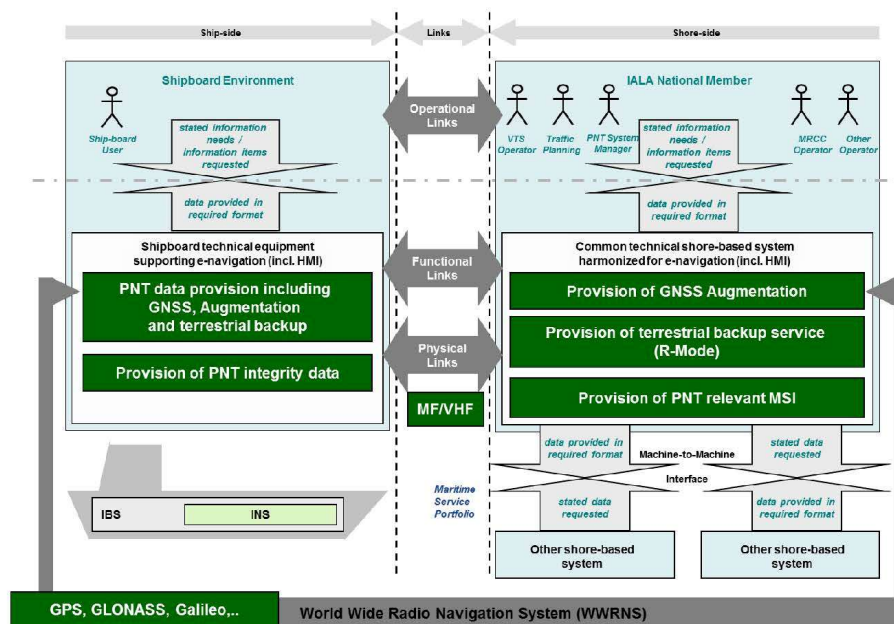 Ship-side
Links
Shore-side
Shipboard Environment
Ship-board
User
stated information
needs /
information items
requested
data provided in
required format
Shipboard technical equipment
supporting e-navigation (incl. HMI)
PNT data provision including
GNSS, Augmentation
and terrestrial backup
Provision of PNT integrity data
IBS
INS
Operational
Links
Functional
Links
Physical
Links
MF/VHF
Maritime
Service
Portfolio
IALA National Member
VTS
Operator
Traffic
Planning
PNT System
Manager
MRCC
Operator
Other
Operator
stated information
needs /
information items
requested
data provided in
required format
Common technical shore-based system
harmonized for e-navigation (incl. HMI)
Provision of GNSS Augmentation
Provision of terrestrial backup service
(R-Mode)
Provision of PNT relevant MSI
data provided in
required format
Machine-to-Machine
Interface
stated data
requested
stated data
requested
data provided in
required format
Other shore-based
system
Other shore-based
system
GPS, GLONASS, Galileo,..
World Wide Radio Navigation System (WWRNS)